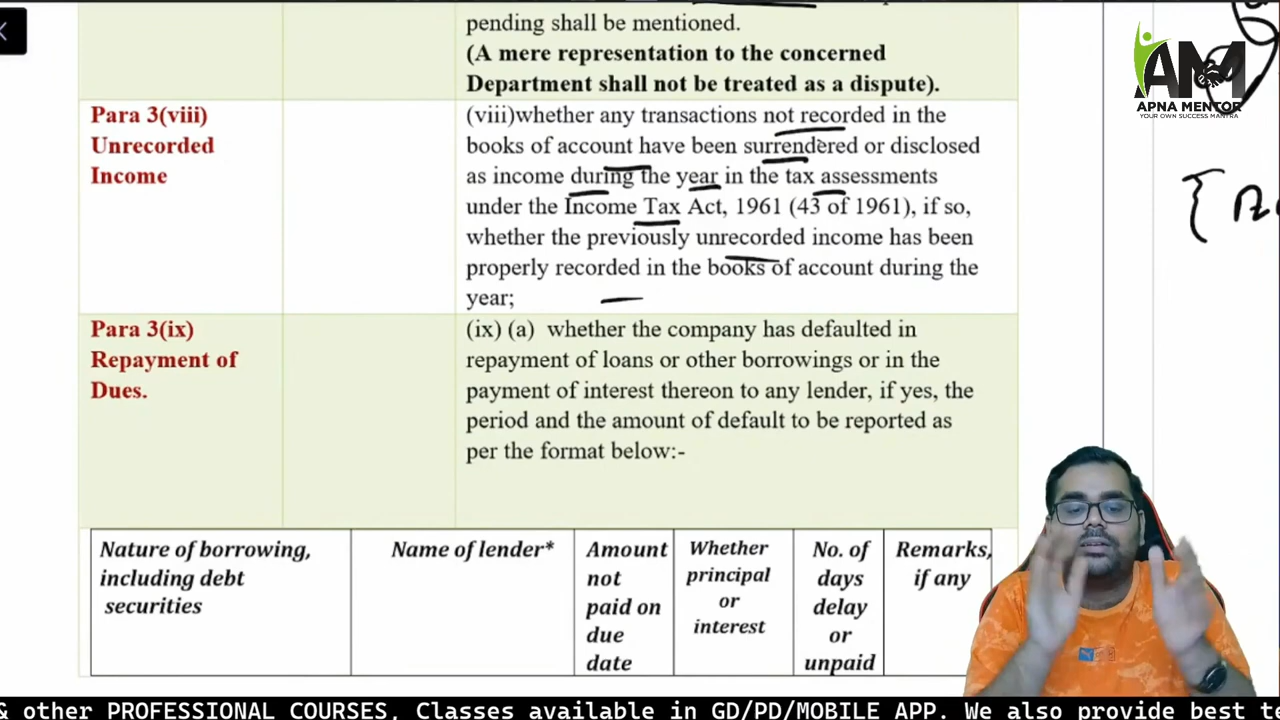 pending shall be mentioned.
(A mere representation to the concerned
Department shall not be treated as a dispute).
AM
APNA MENTOR
YOUR OWN SUCCESS MANTRA
Para 3(viii)
Unrecorded
Income
(viii)whether any transactions not recorded in the
books of account have been surrendered or disclosed
as income during the year in the tax assessments
under the Income Tax Act, 1961 (43 of 1961), if so,
whether the previously unrecorded income has been
properly recorded in the books of account during the
year;
Para 3(ix)
Repayment of
Dues.
(ix) (a) whether the company has defaulted in
repayment of loans or other borrowings or in the
payment of interest thereon to any lender, if yes, the
period and the amount of default to be reported as
per the format below:-
Nature of borrowing,
including debt
securities
Name of lender*
Amount
not
paid on
due
date
Whether
principal
or
interest
No. of
days
delay
or
unpaid
Remarks,
if any
& other PROFESSIONAL COURSES, Classes available in GD/PD/MOBILE APP. We also provide best te